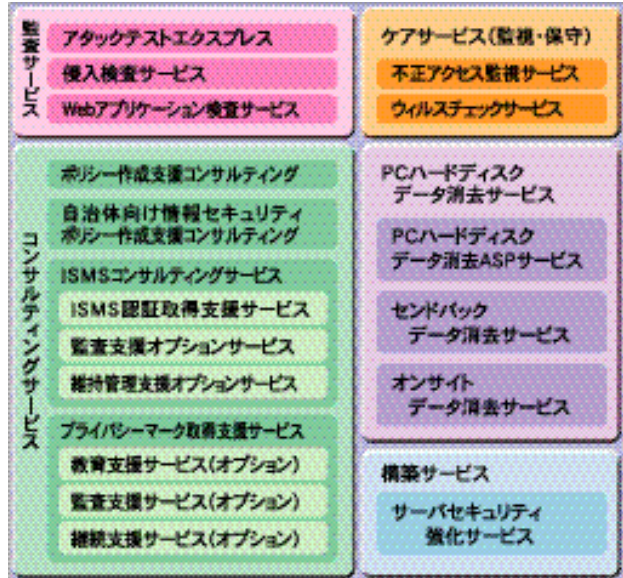 監査サービス
アタックテストエクスプレス
侵入検査サービス
Webアプリケーション検査サービス
ケアサービス(監視・保守)
不正アクセス監視サービス
ウィルスチェックサービス
コンサルティングサービス
ポリシー作成支援コンサルティング
自治体向け情報セキュリティ
ポリシー作成支援コンサルティング
ISMSコンサルティングサービス
ISMS認証取得支援サービス
監査支援オプションサービス
維持管理支援オプションサービス
プライバシーマーク取得支援サービス
教育支援サービス(オプション)
監査支援サービス(オプション)
継続支援サービス(オプション)
PCハードディスク
データ消去サービス
PCハードディスク
データ消去ASPサービス
センドバック
データ消去サービス
オンサイト
データ消去サービス
構築サービス
サーバセキュリティ
強化サービス